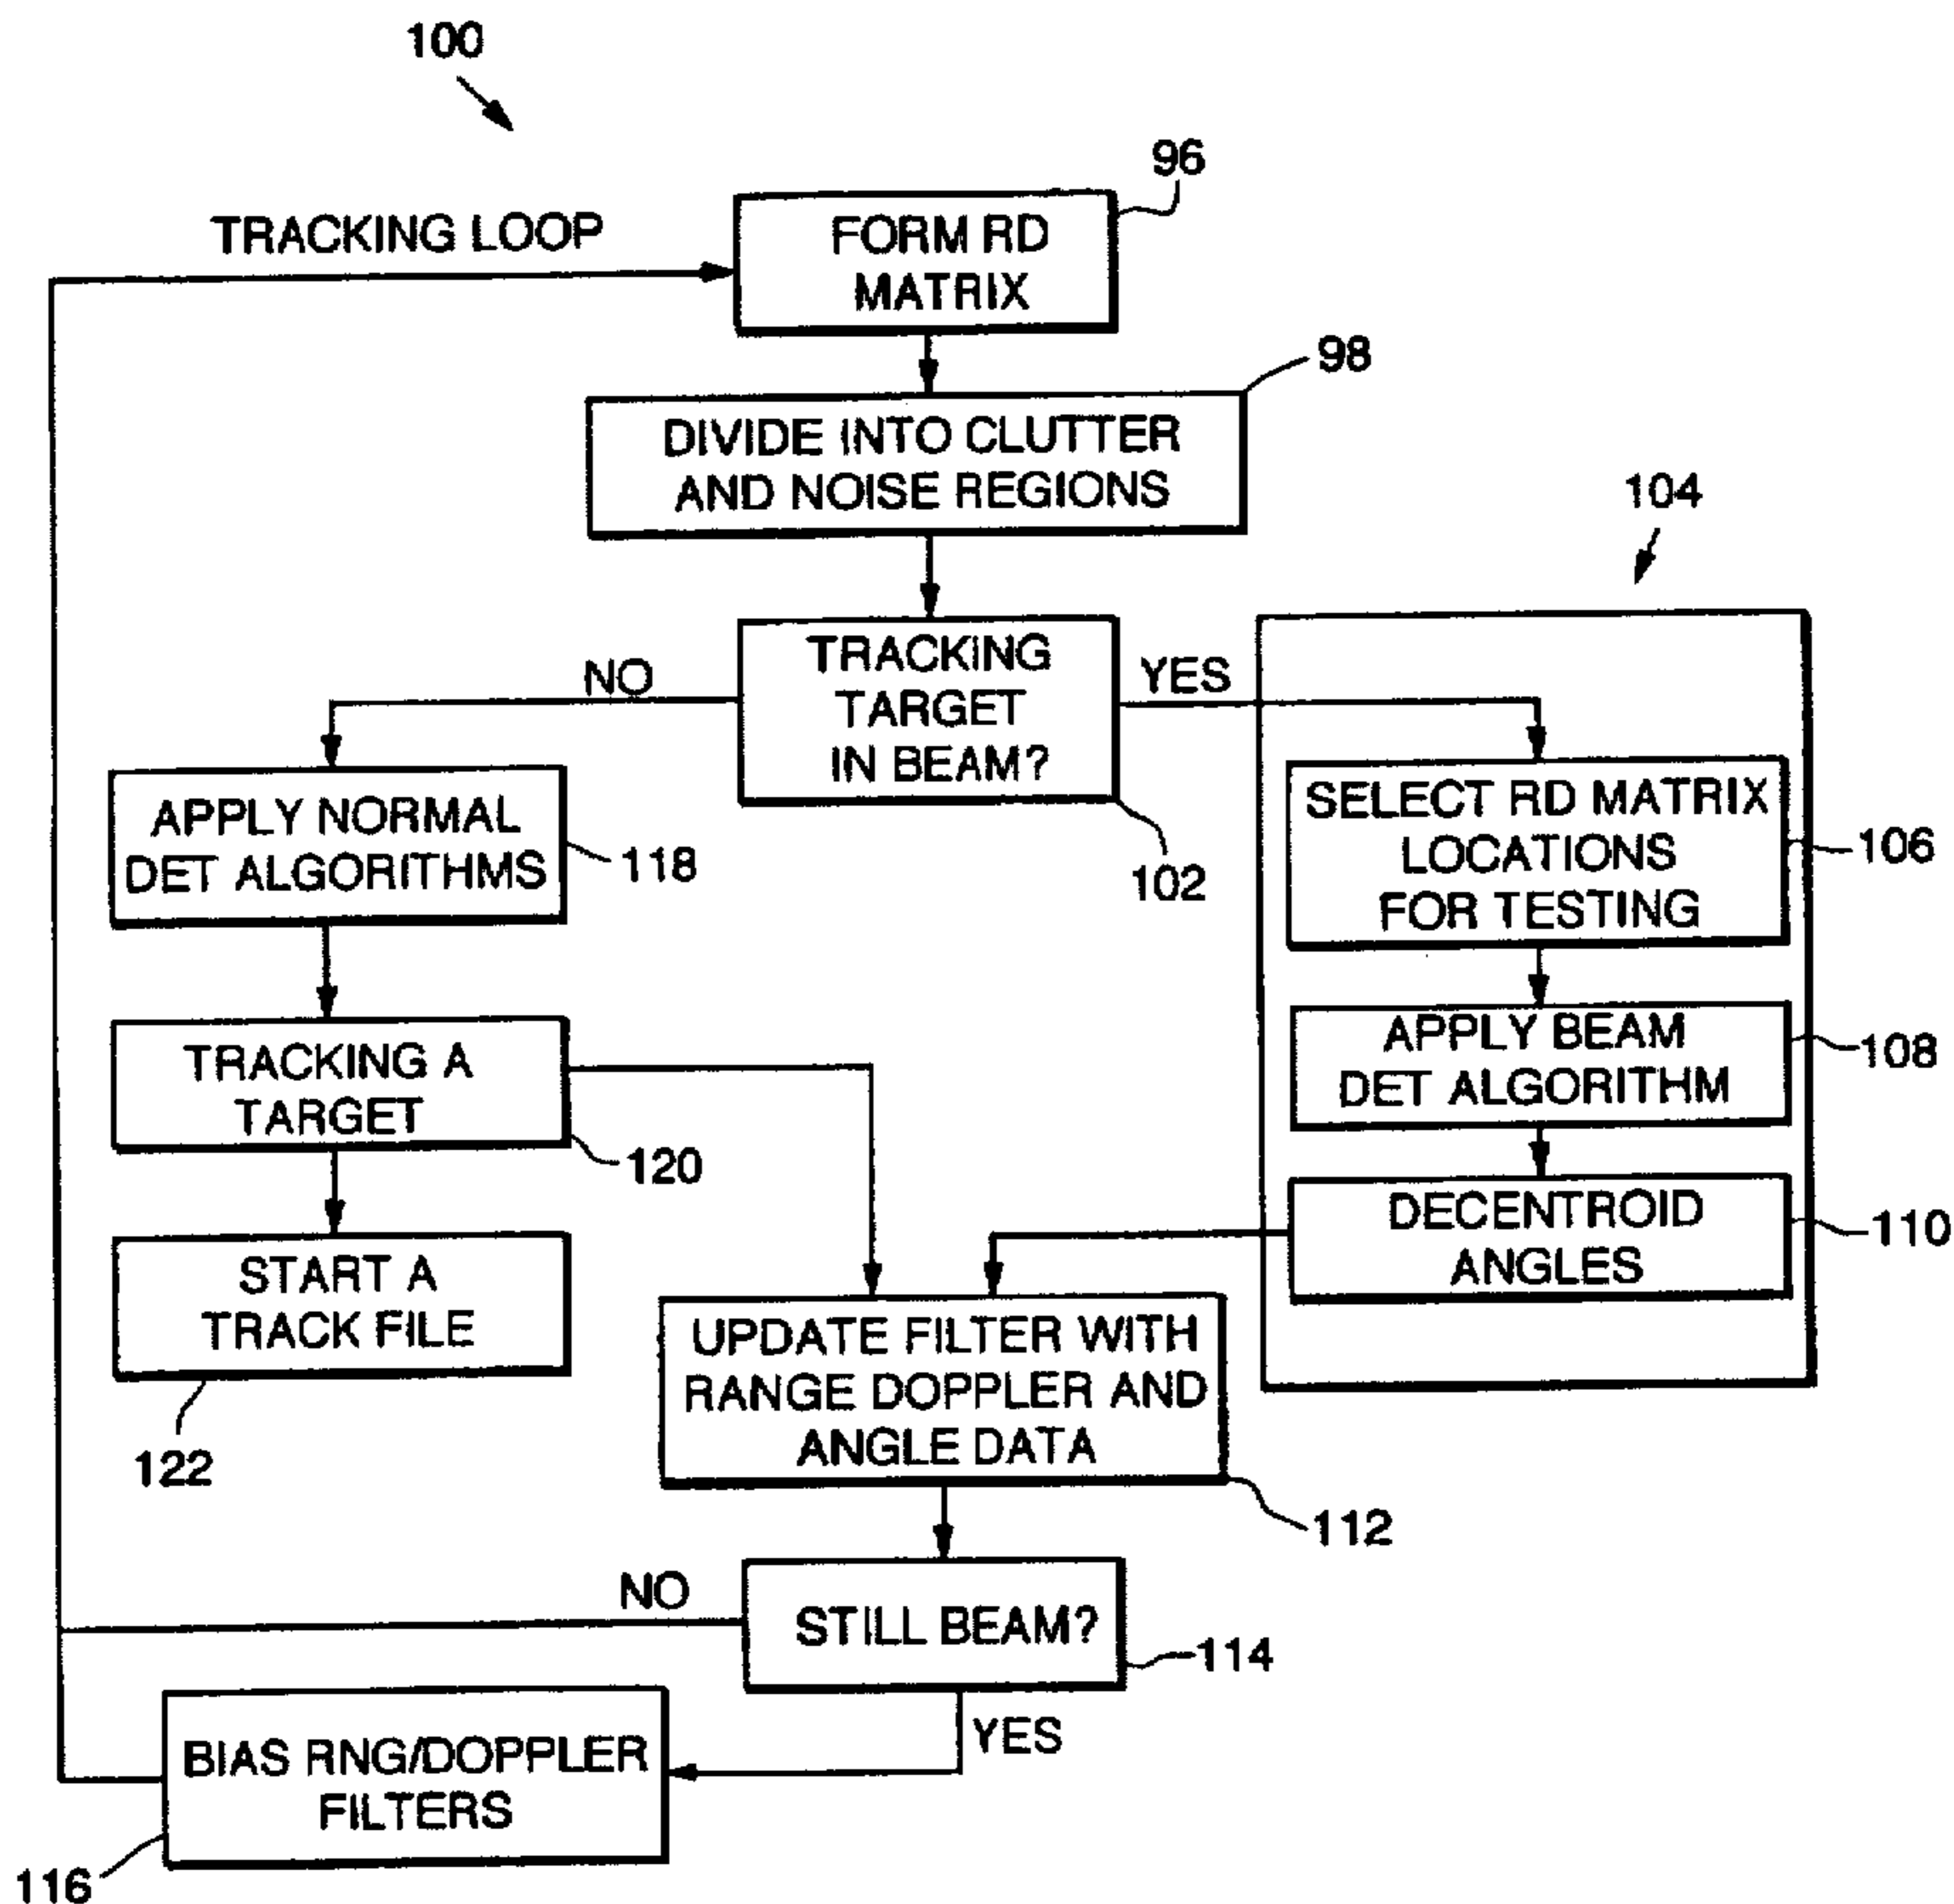 100
96
TRACKING LOOP
FORM RD
MATRIX
98
DIVIDE INTO CLUTTER
AND NOISE REGIONS
104
NO
TRACKING
TARGET
IN BEAM?
YES
102
APPLY NORMAL
DET ALGORITHMS
118
SELECT RD MATRIX
LOCATIONS
FOR TESTING
106
APPLY BEAM
DET ALGORITHM
108
TRACKING A
TARGET
120
DECENTROID
ANGLES
110
START A
TRACK FILE
122
UPDATE FILTER WITH
RANGE DOPPLER AND
ANGLE DATA
112
NO
STILL BEAM?
114
YES
BIAS RNG/DOPPLER
FILTERS
116